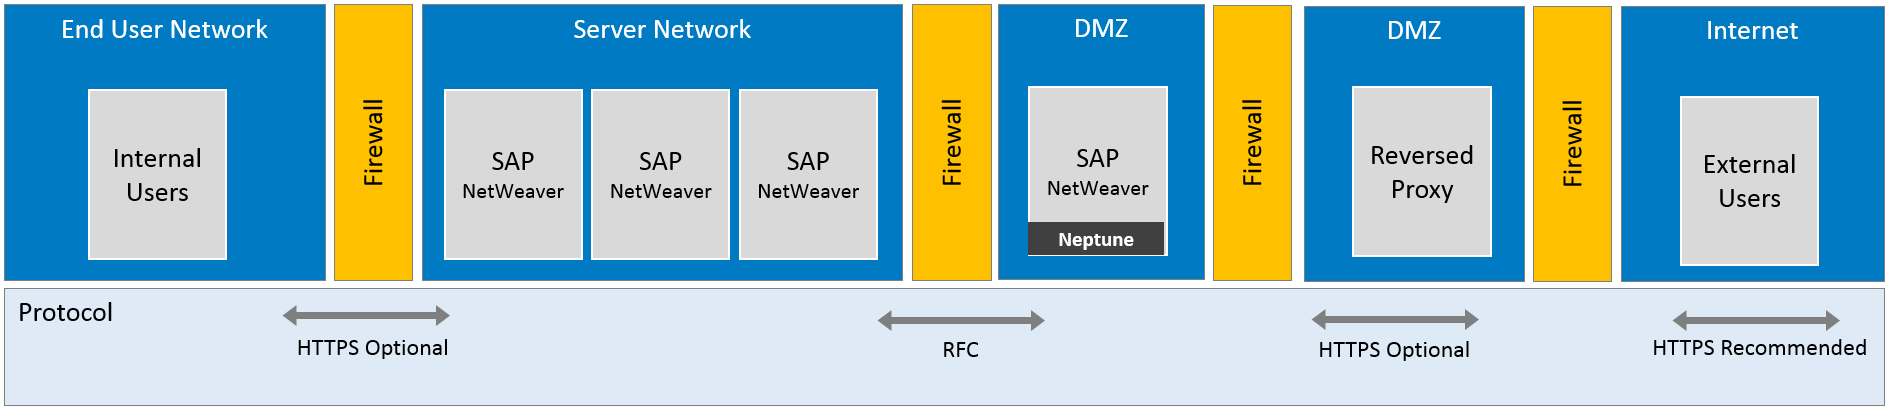 End User Network
Internal
Users
Firewall
Server Network
SAP
NetWeaver
SAP
NetWeaver
SAP
NetWeaver
Firewall
DMZ
SAP
NetWeaver
Neptune
Firewall
DMZ
Reversed
Proxy
Firewall
Internet
External
Users
Protocol
HTTPS Optional
RFC
HTTPS Optional
HTTPS Recommended